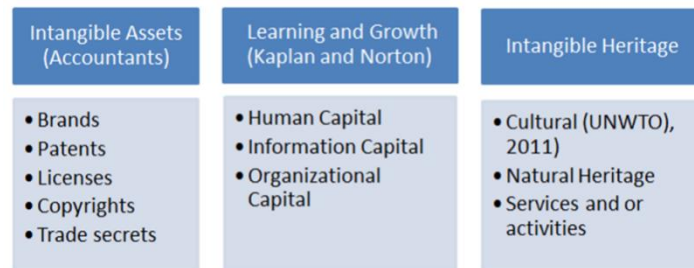 Intangible Assets
(Accountants)
• Brands
• Patents
• Licenses
• Copyrights
• Trade secrets
Learning and Growth
(Kaplan and Norton)
• Human Capital
• Information Capital
• Organizational
Capital
Intangible Heritage
• Cultural (UNWTO),
2011)
• Natural Heritage
• Services and or
activities